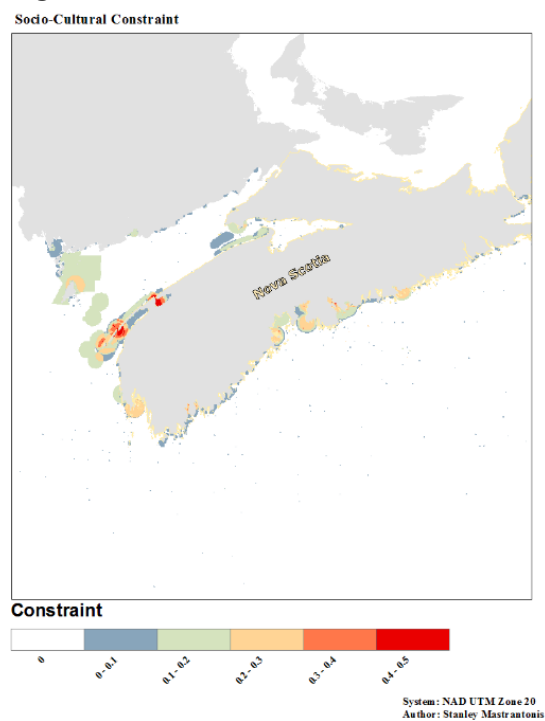 Socio-Cultural Constraint
Nova Scotia
Constraint
0
0 - 0.1
0.1 - 0.2
0.2 - 0.3
0.3 - 0.4
0.4 - 0.5
System: NAD UTM Zone 20
Author: Stanley Mastrantonis